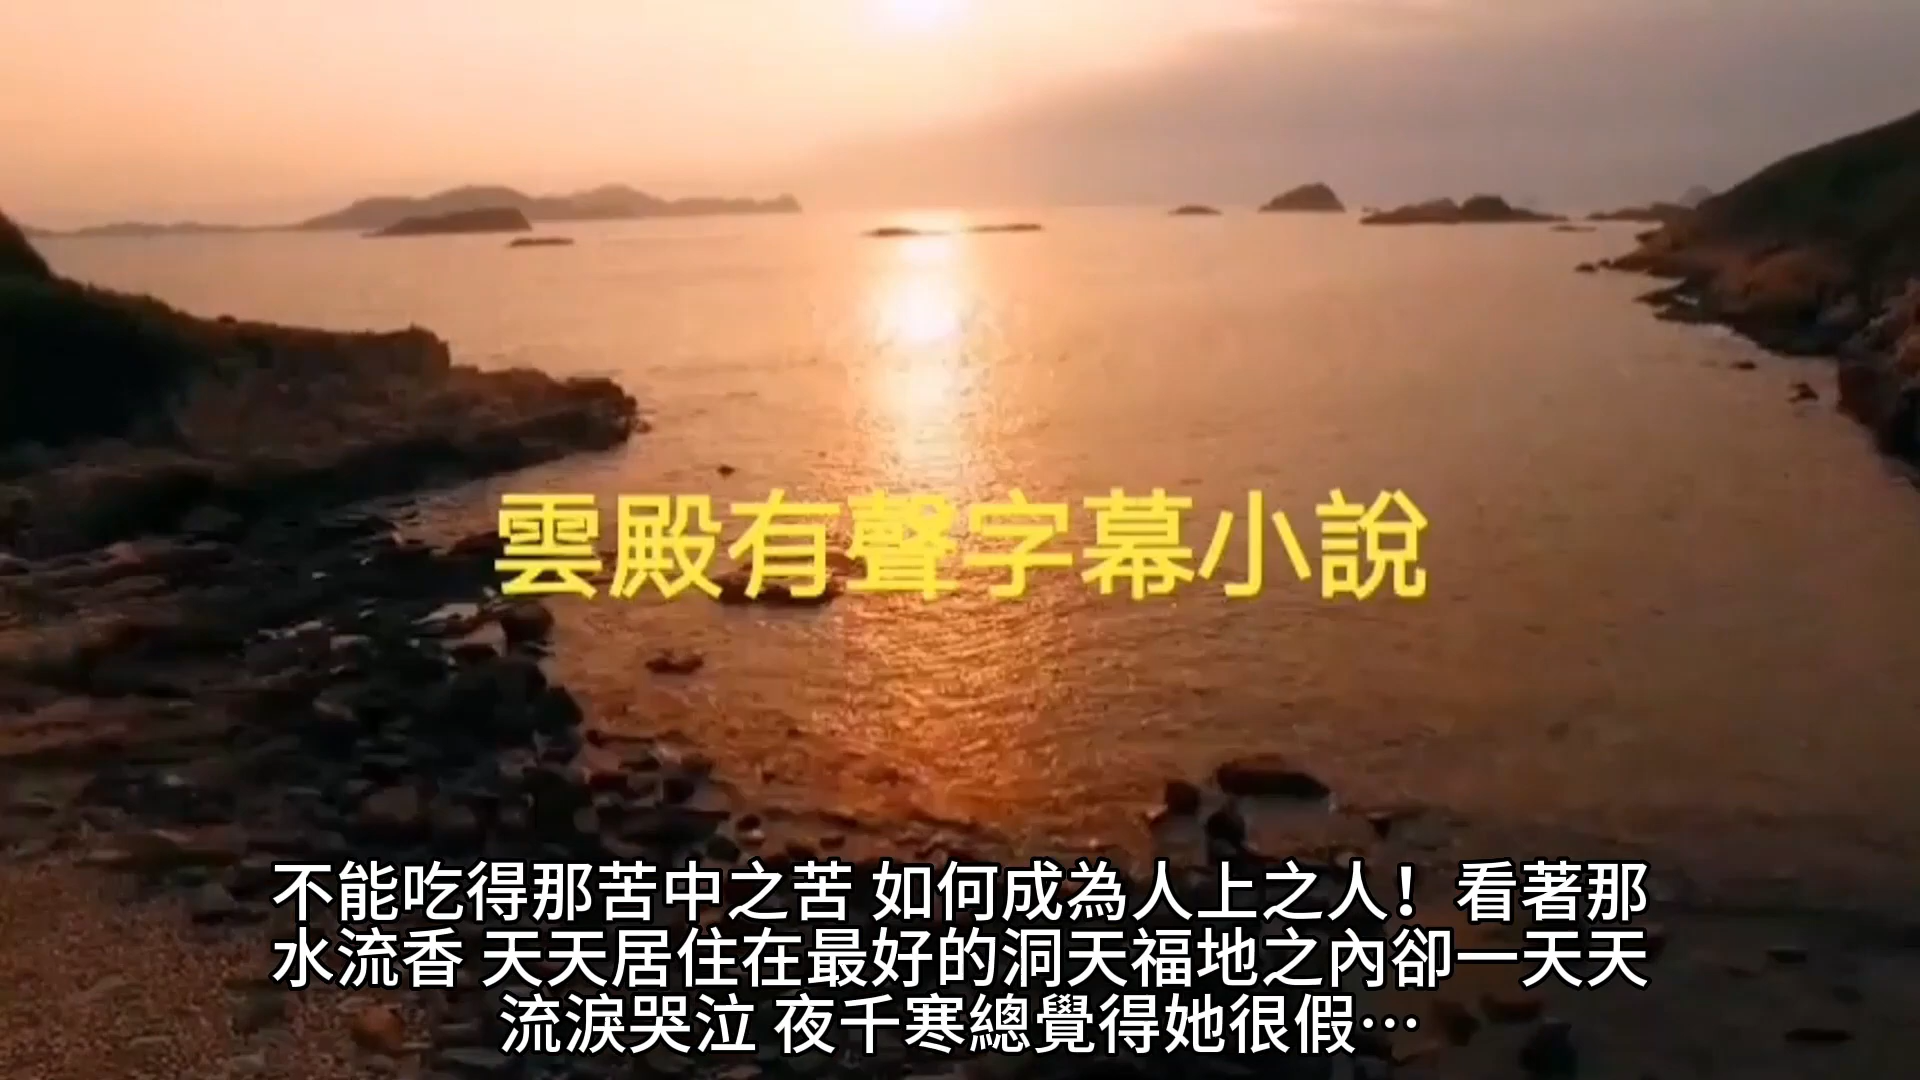 雲殿有聲字幕小說
不能吃得那苦中之苦 如何成為人上之人！看著那
水流香 天天居住在最好的洞天福地之內卻一天天
流淚哭泣 夜千寒總覺得她很假…